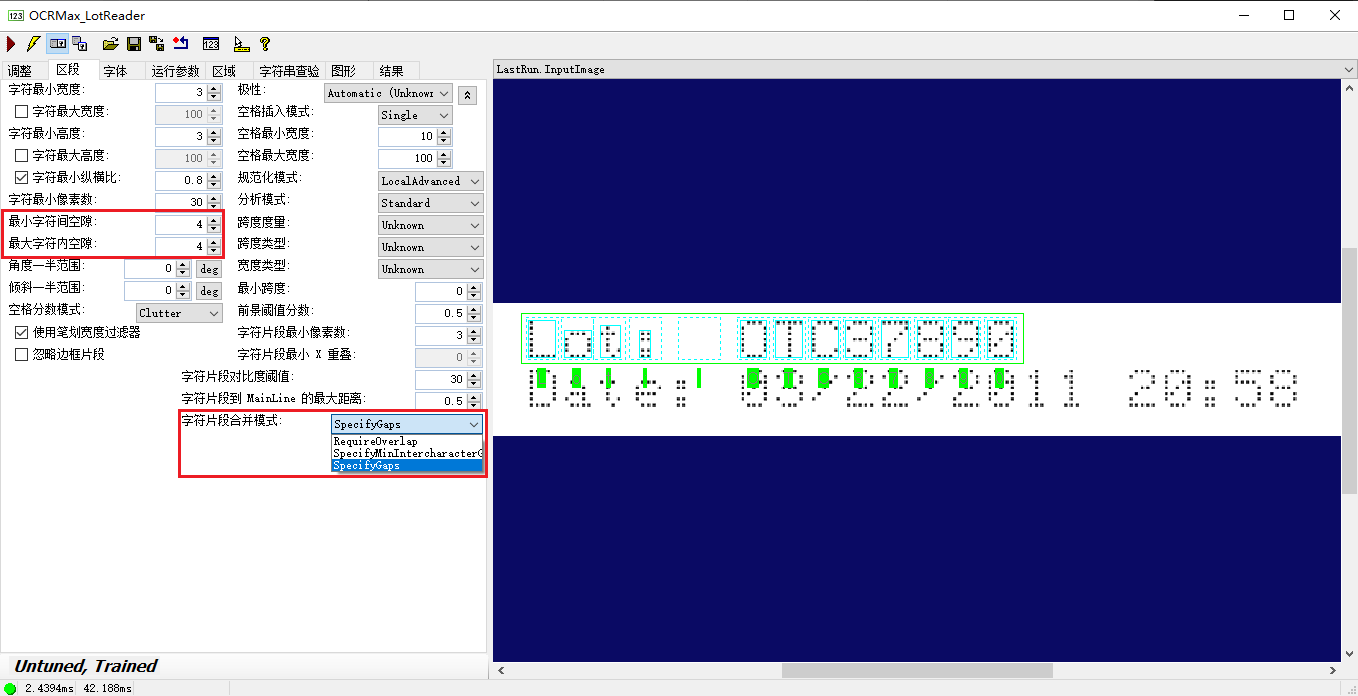 OCRMax_LotReader
调整 区段 字体 运行参数 区域 字符串查验 图形 结果
LastRun.InputImage
字符最小宽度: 3 极性: Automatic (Unknown
字符最大宽度: 100 空格插入模式: Single
字符最小高度: 3 空格最小宽度: 10
字符最大高度: 100 空格最大宽度: 100
字符最小纵横比: 0.8 规范化模式: LocalAdvanced
字符最小像素数: 30 分析模式: Standard
最小字符间空隙: 4 跨度度量: Unknown
最大字符内空隙: 4 跨度类型: Unknown
角度一半范围: 0 deg 宽度类型: Unknown
倾斜一半范围: 0 deg 最小跨度: 0
空格分数模式: Clutter 前景阈值分数: 0.5
使用笔划宽度过滤器 字符片段最小像素数: 3
忽略边框片段 字符片段最小 X 重叠: 0
字符片段对比度阈值: 30
字符片段到 MainLine 的最大距离: 0.5
字符片段合并模式: SpecifyGaps
RequireOverlap
SpecifyMinIntercharacterG
SpecifyGaps
Date: 03/22/2011 20:58
Untuned, Trained
2.4394ms 42.188ms